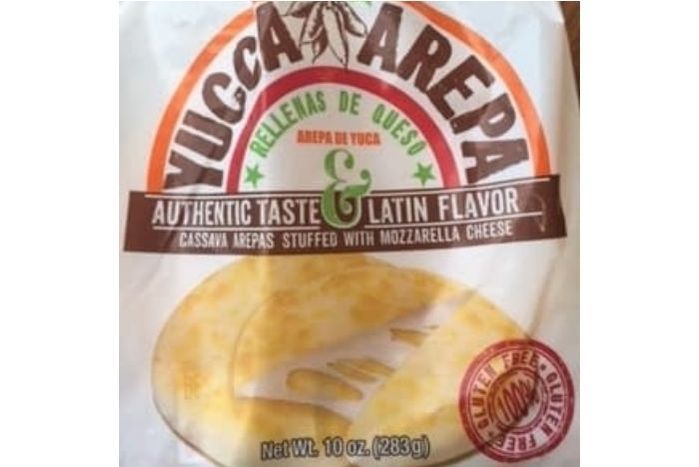 YUCCA AREPA
RELLENAS DE QUESO
AREPA DE YUCA
&
AUTHENTIC TASTE LATIN FLAVOR
CASSAVA AREPAS STUFFED WITH MOZZARELLA CHEESE
GLUTEN FREE • GLUTEN FREE
100%
Net Wt. 10 oz. (283g)